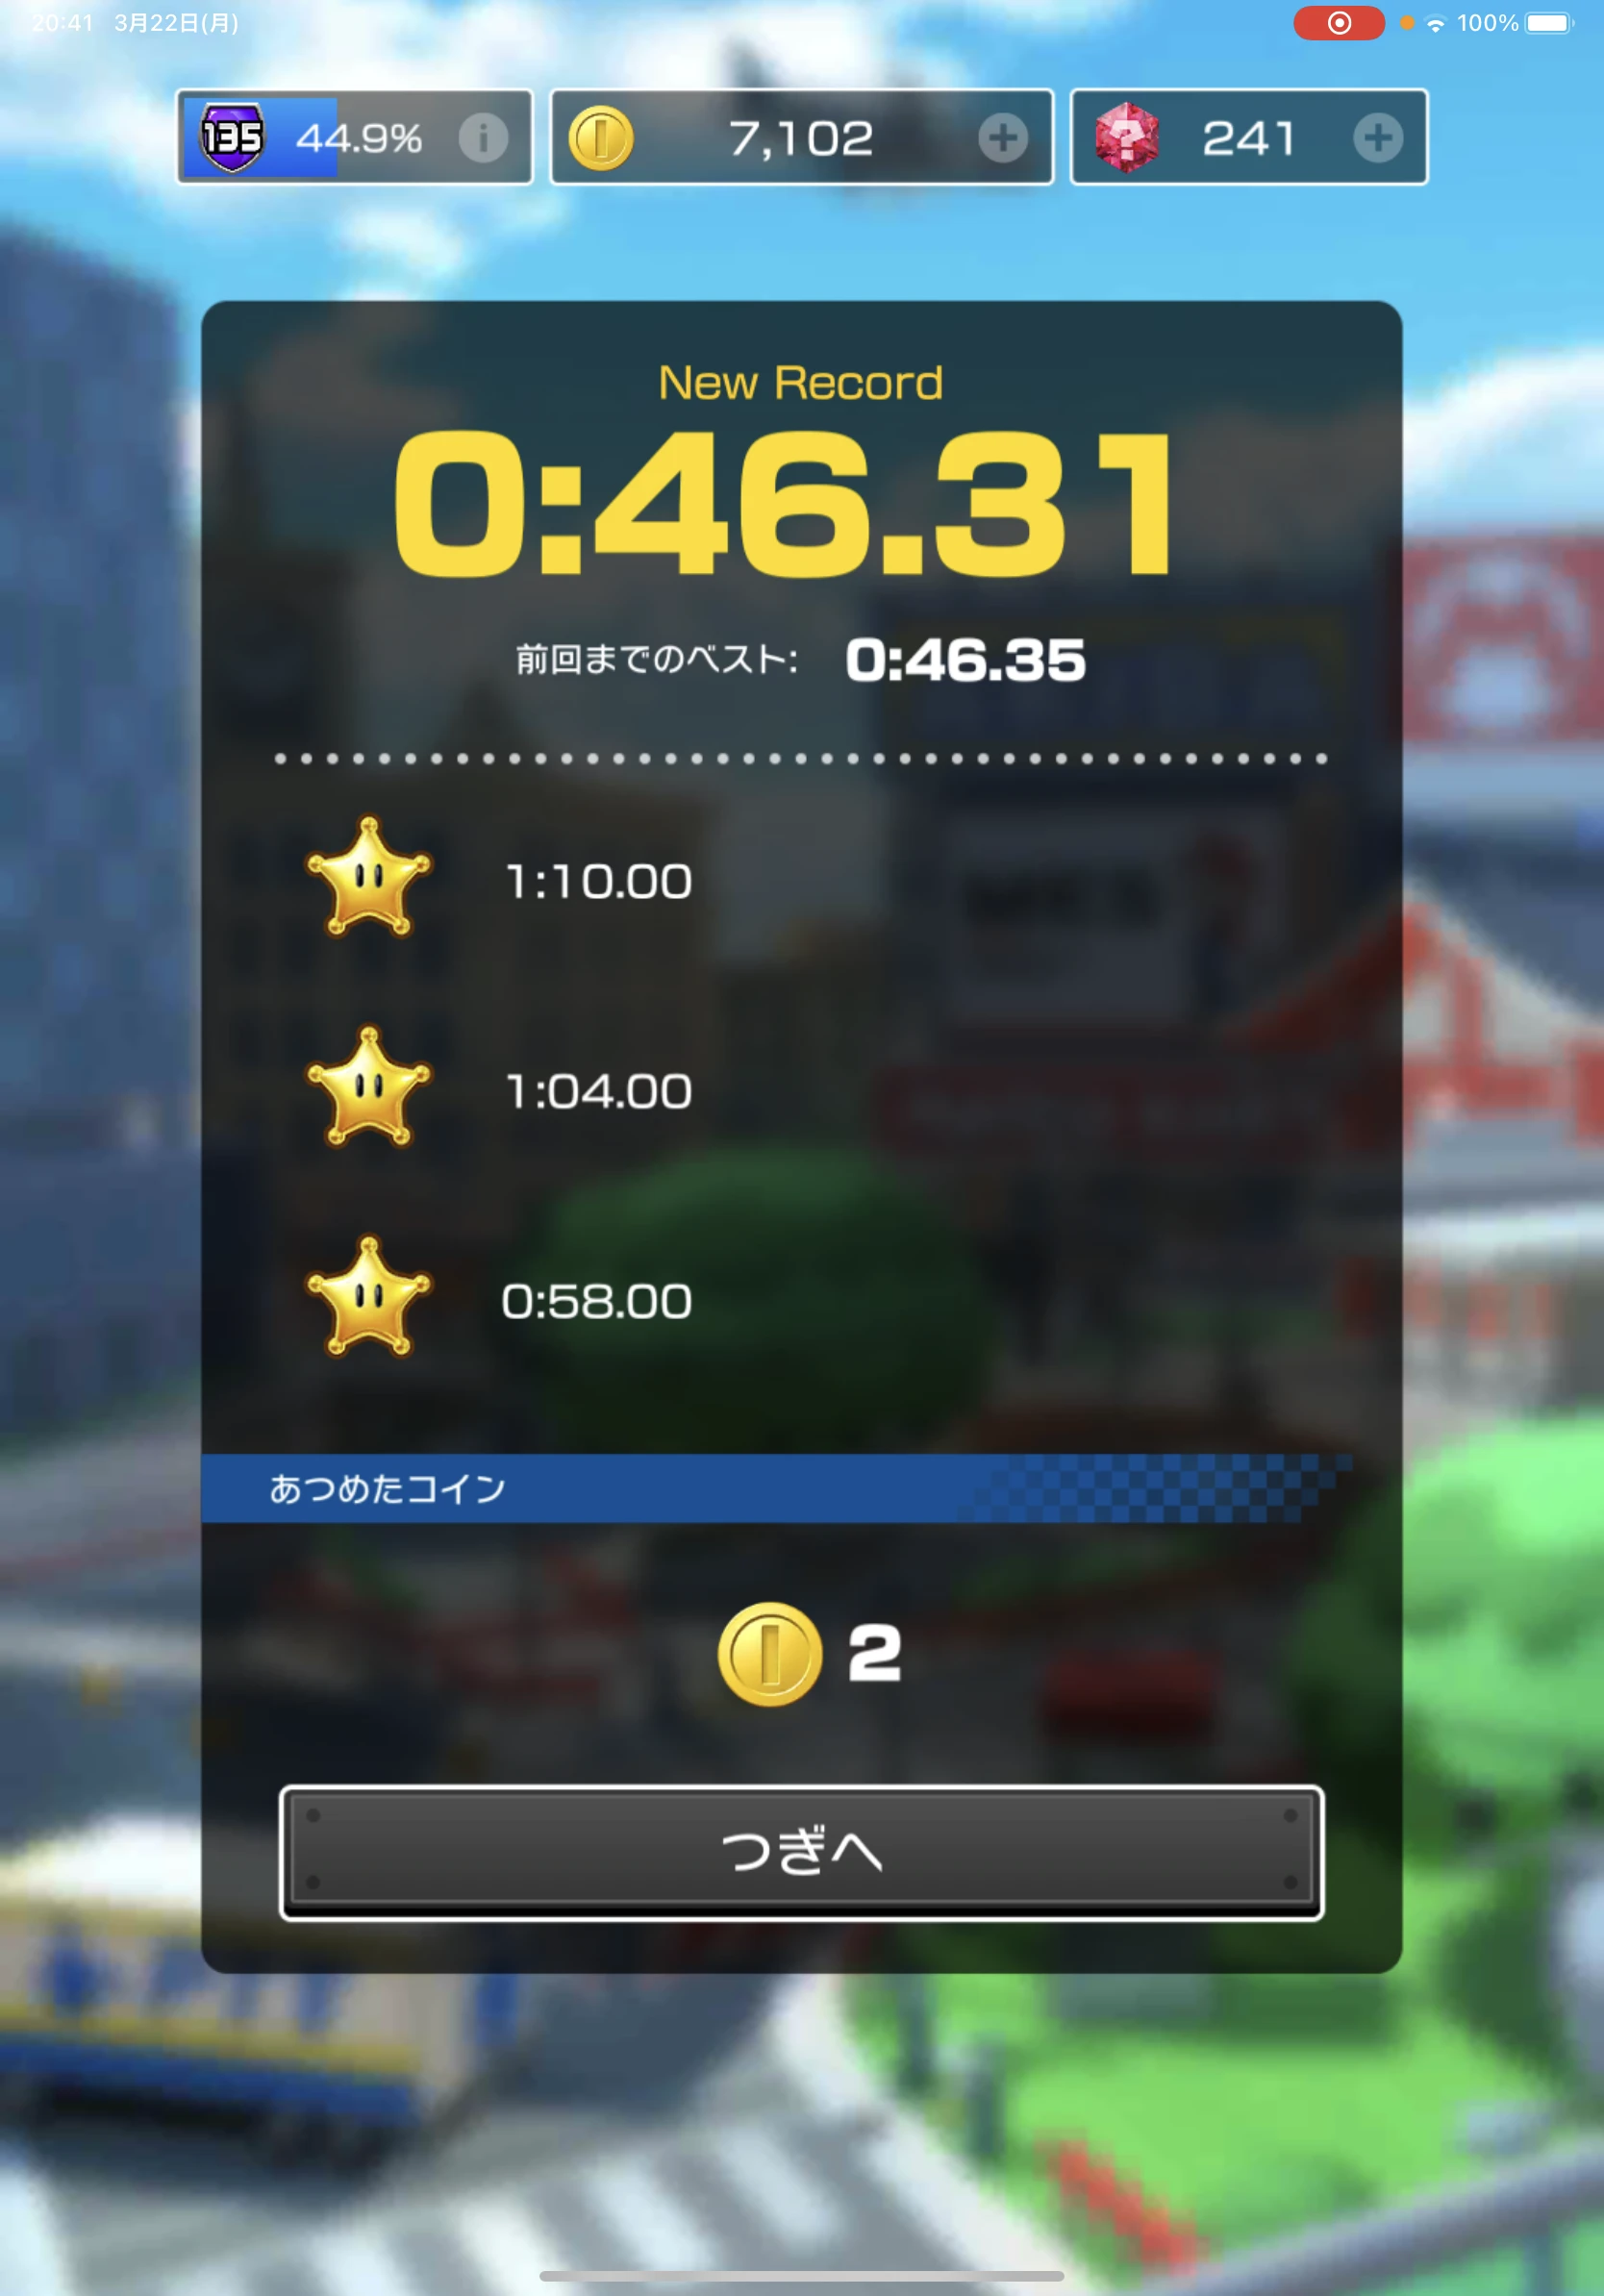 20:41 3月22日(月) 100%
135 44.9% 7,102 241
New Record
0:46.31
前回までのベスト: 0:46.35
1:10.00
1:04.00
0:58.00
あつめたコイン
2
つぎへ